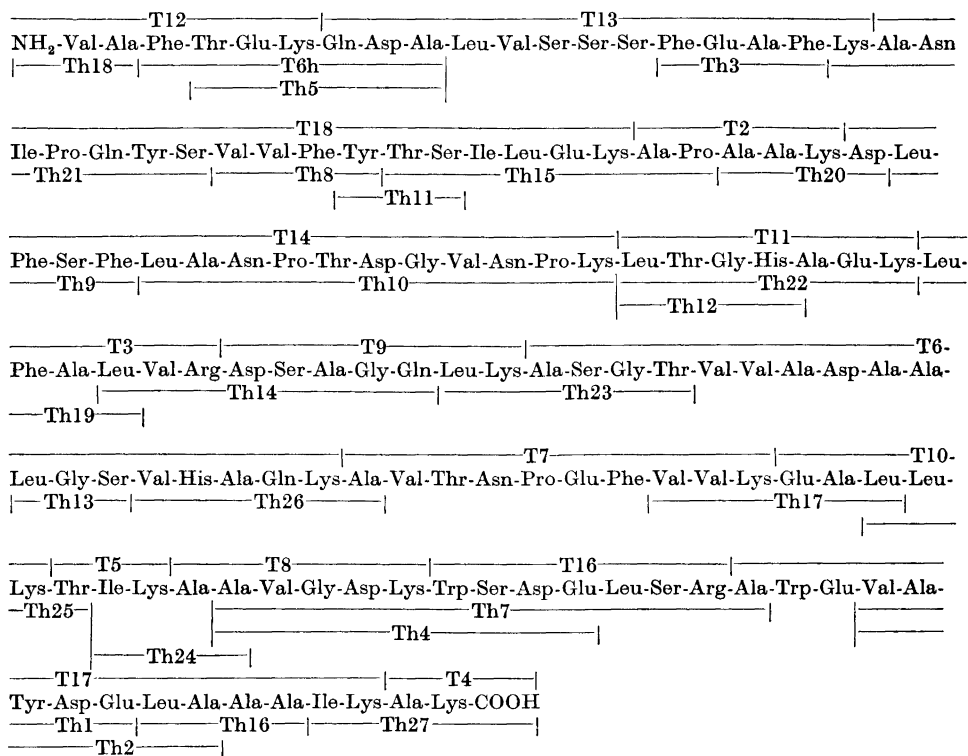 T12 T13
NH2-Val-Ala-Phe-Thr-Glu-Lys-Gln-Asp-Ala-Leu-Val-Ser-Ser-Ser-Phe-Glu-Ala-Phe-Lys-Ala-Asn
Th18 T6h Th3
Th5
T18 T2
Ile-Pro-Gln-Tyr-Ser-Val-Val-Phe-Tyr-Thr-Ser-Ile-Leu-Glu-Lys-Ala-Pro-Ala-Ala-Lys-Asp-Leu-
Th21 Th8 Th15 Th20
Th11
T14 T11
Phe-Ser-Phe-Leu-Ala-Asn-Pro-Thr-Asp-Gly-Val-Asn-Pro-Lys-Leu-Thr-Gly-His-Ala-Glu-Lys-Leu-
Th9 Th10 Th22
Th12
T3 T9 T6-
Phe-Ala-Leu-Val-Arg-Asp-Ser-Ala-Gly-Gln-Leu-Lys-Ala-Ser-Gly-Thr-Val-Val-Ala-Asp-Ala-Ala-
Th14 Th23
Th19
T7 T10-
Leu-Gly-Ser-Val-His-Ala-Gln-Lys-Ala-Val-Thr-Asn-Pro-Glu-Phe-Val-Val-Lys-Glu-Ala-Leu-Leu-
Th13 Th26 Th17
T5 T8 T16
Lys-Thr-Ile-Lys-Ala-Ala-Val-Gly-Asp-Lys-Trp-Ser-Asp-Glu-Leu-Ser-Arg-Ala-Trp-Glu-Val-Ala-
Th25 Th7
Th4
Th24
T17 T4
Tyr-Asp-Glu-Leu-Ala-Ala-Ala-Ile-Lys-Ala-Lys-COOH
Th1 Th16 Th27
Th2